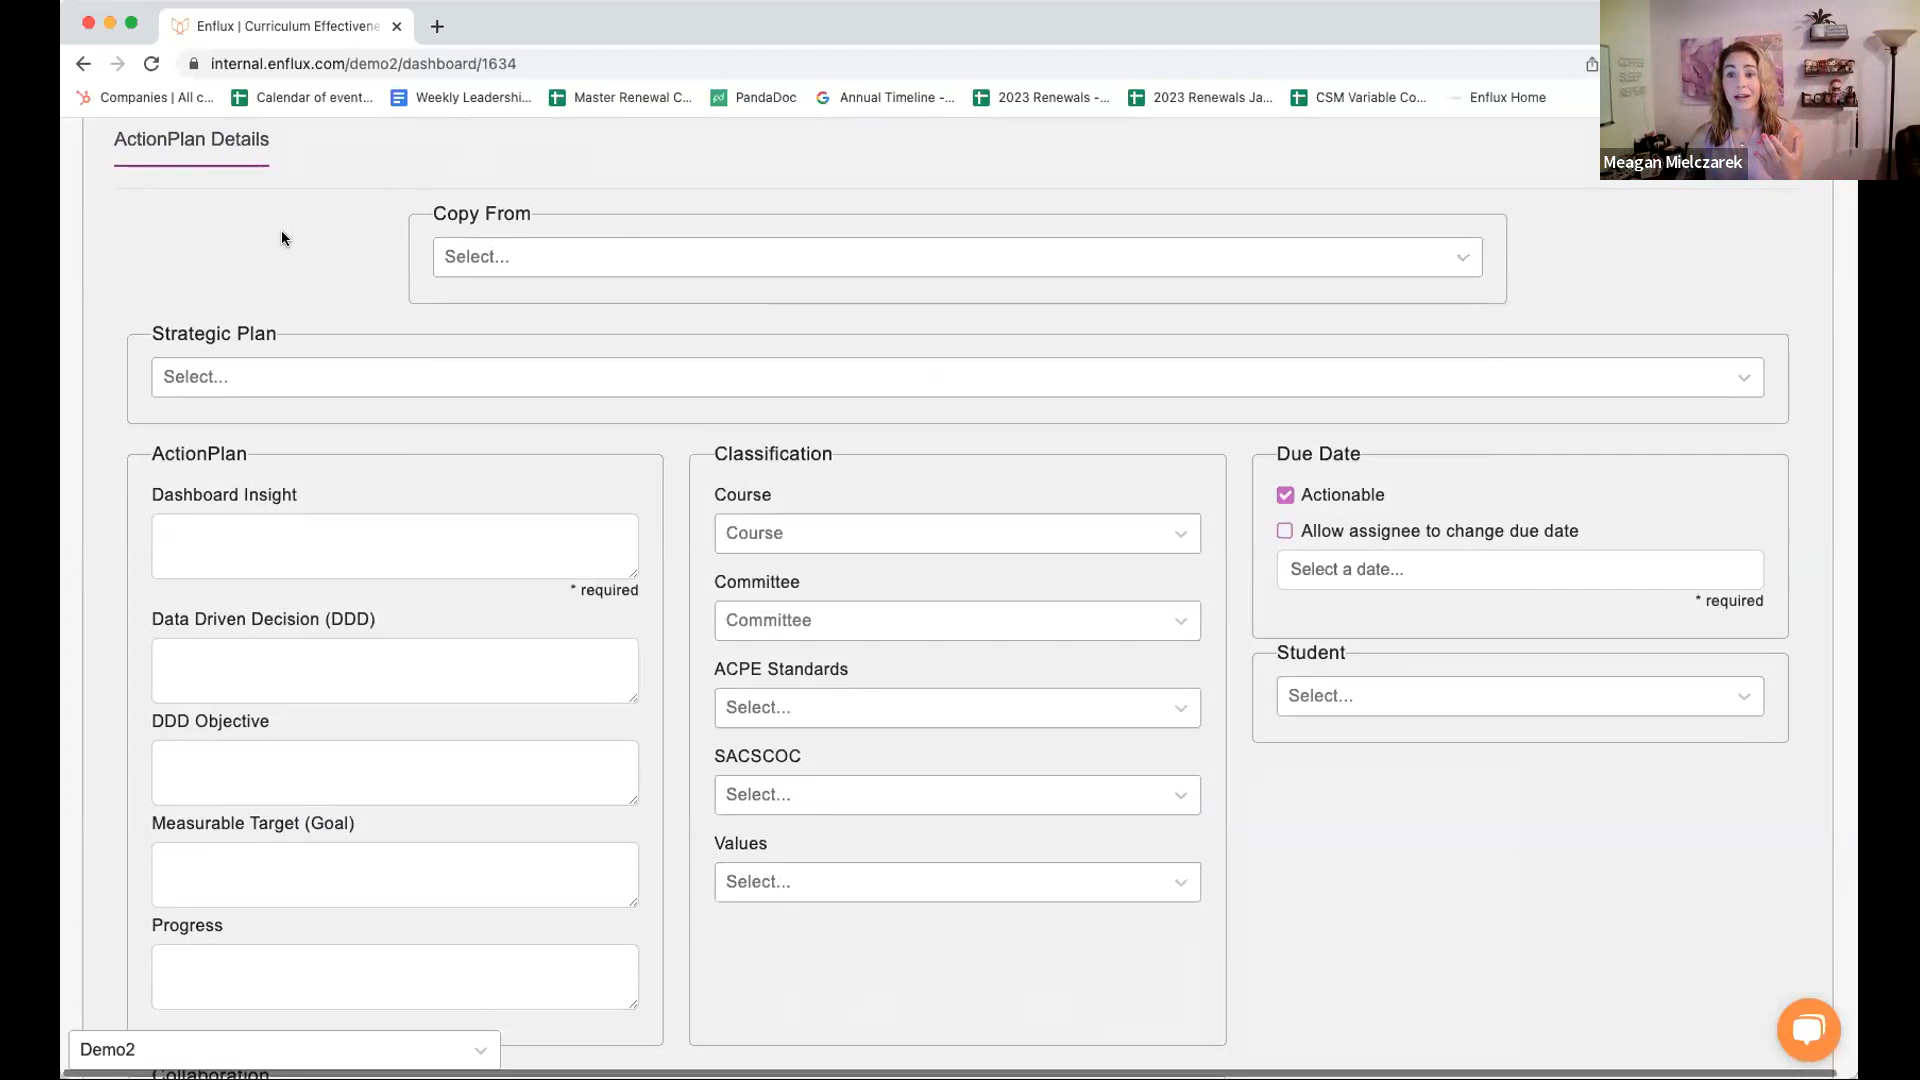 Enflux | Curriculum Effectivene
internal.enflux.com/demo2/dashboard/1634
Companies | All c...
Calendar of event...
Weekly Leadershi...
Master Renewal C...
PandaDoc
Annual Timeline -...
2023 Renewals -...
2023 Renewals Ja...
CSM Variable Co...
Enflux Home
Meagan Mielczarek
ActionPlan Details
Copy From
Select...
Strategic Plan
Select...
ActionPlan
Dashboard Insight
* required
Data Driven Decision (DDD)
DDD Objective
Measurable Target (Goal)
Progress
Classification
Course
Course
Committee
Committee
ACPE Standards
Select...
SACSCOC
Select...
Values
Select...
Due Date
Actionable
Allow assignee to change due date
Select a date...
* required
Student
Select...
Demo2
Collaboration